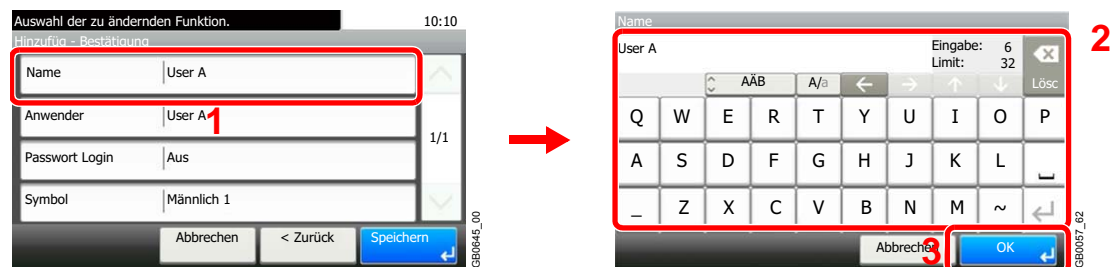 Auswahl der zu ändernden Funktion. 10:10
Hinzufüg - Bestätigung
Name User A
Anwender User A
1
1/1
Passwort Login Aus
Symbol Männlich 1
Abbrechen < Zurück Speichern
GB0645_00
Name
2
User A Eingabe: 6
Limit: 32
AÄB A/a Lösc
Q W E R T Y U I O P
A S D F G H J K L
_ Z X C V B N M ~
Abbrechen 3 OK
GB0057_62